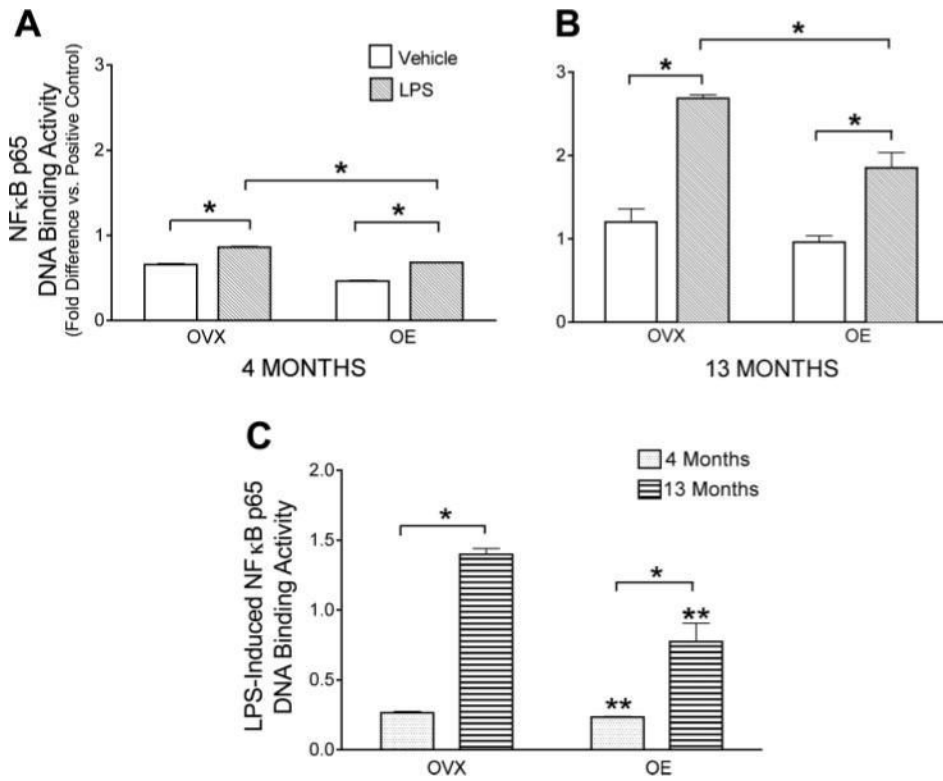 A
NFκB p65
DNA Binding Activity
(Fold Difference vs. Positive Control)
3
2
1
0
Vehicle
LPS
*
*
*
OVX
OE
4 MONTHS
B
3
2
1
0
*
*
*
OVX
OE
13 MONTHS
C
LPS-Induced NFκB p65
DNA Binding Activity
2.0
1.5
1.0
0.5
0.0
4 Months
13 Months
*
*
**
**
OVX
OE